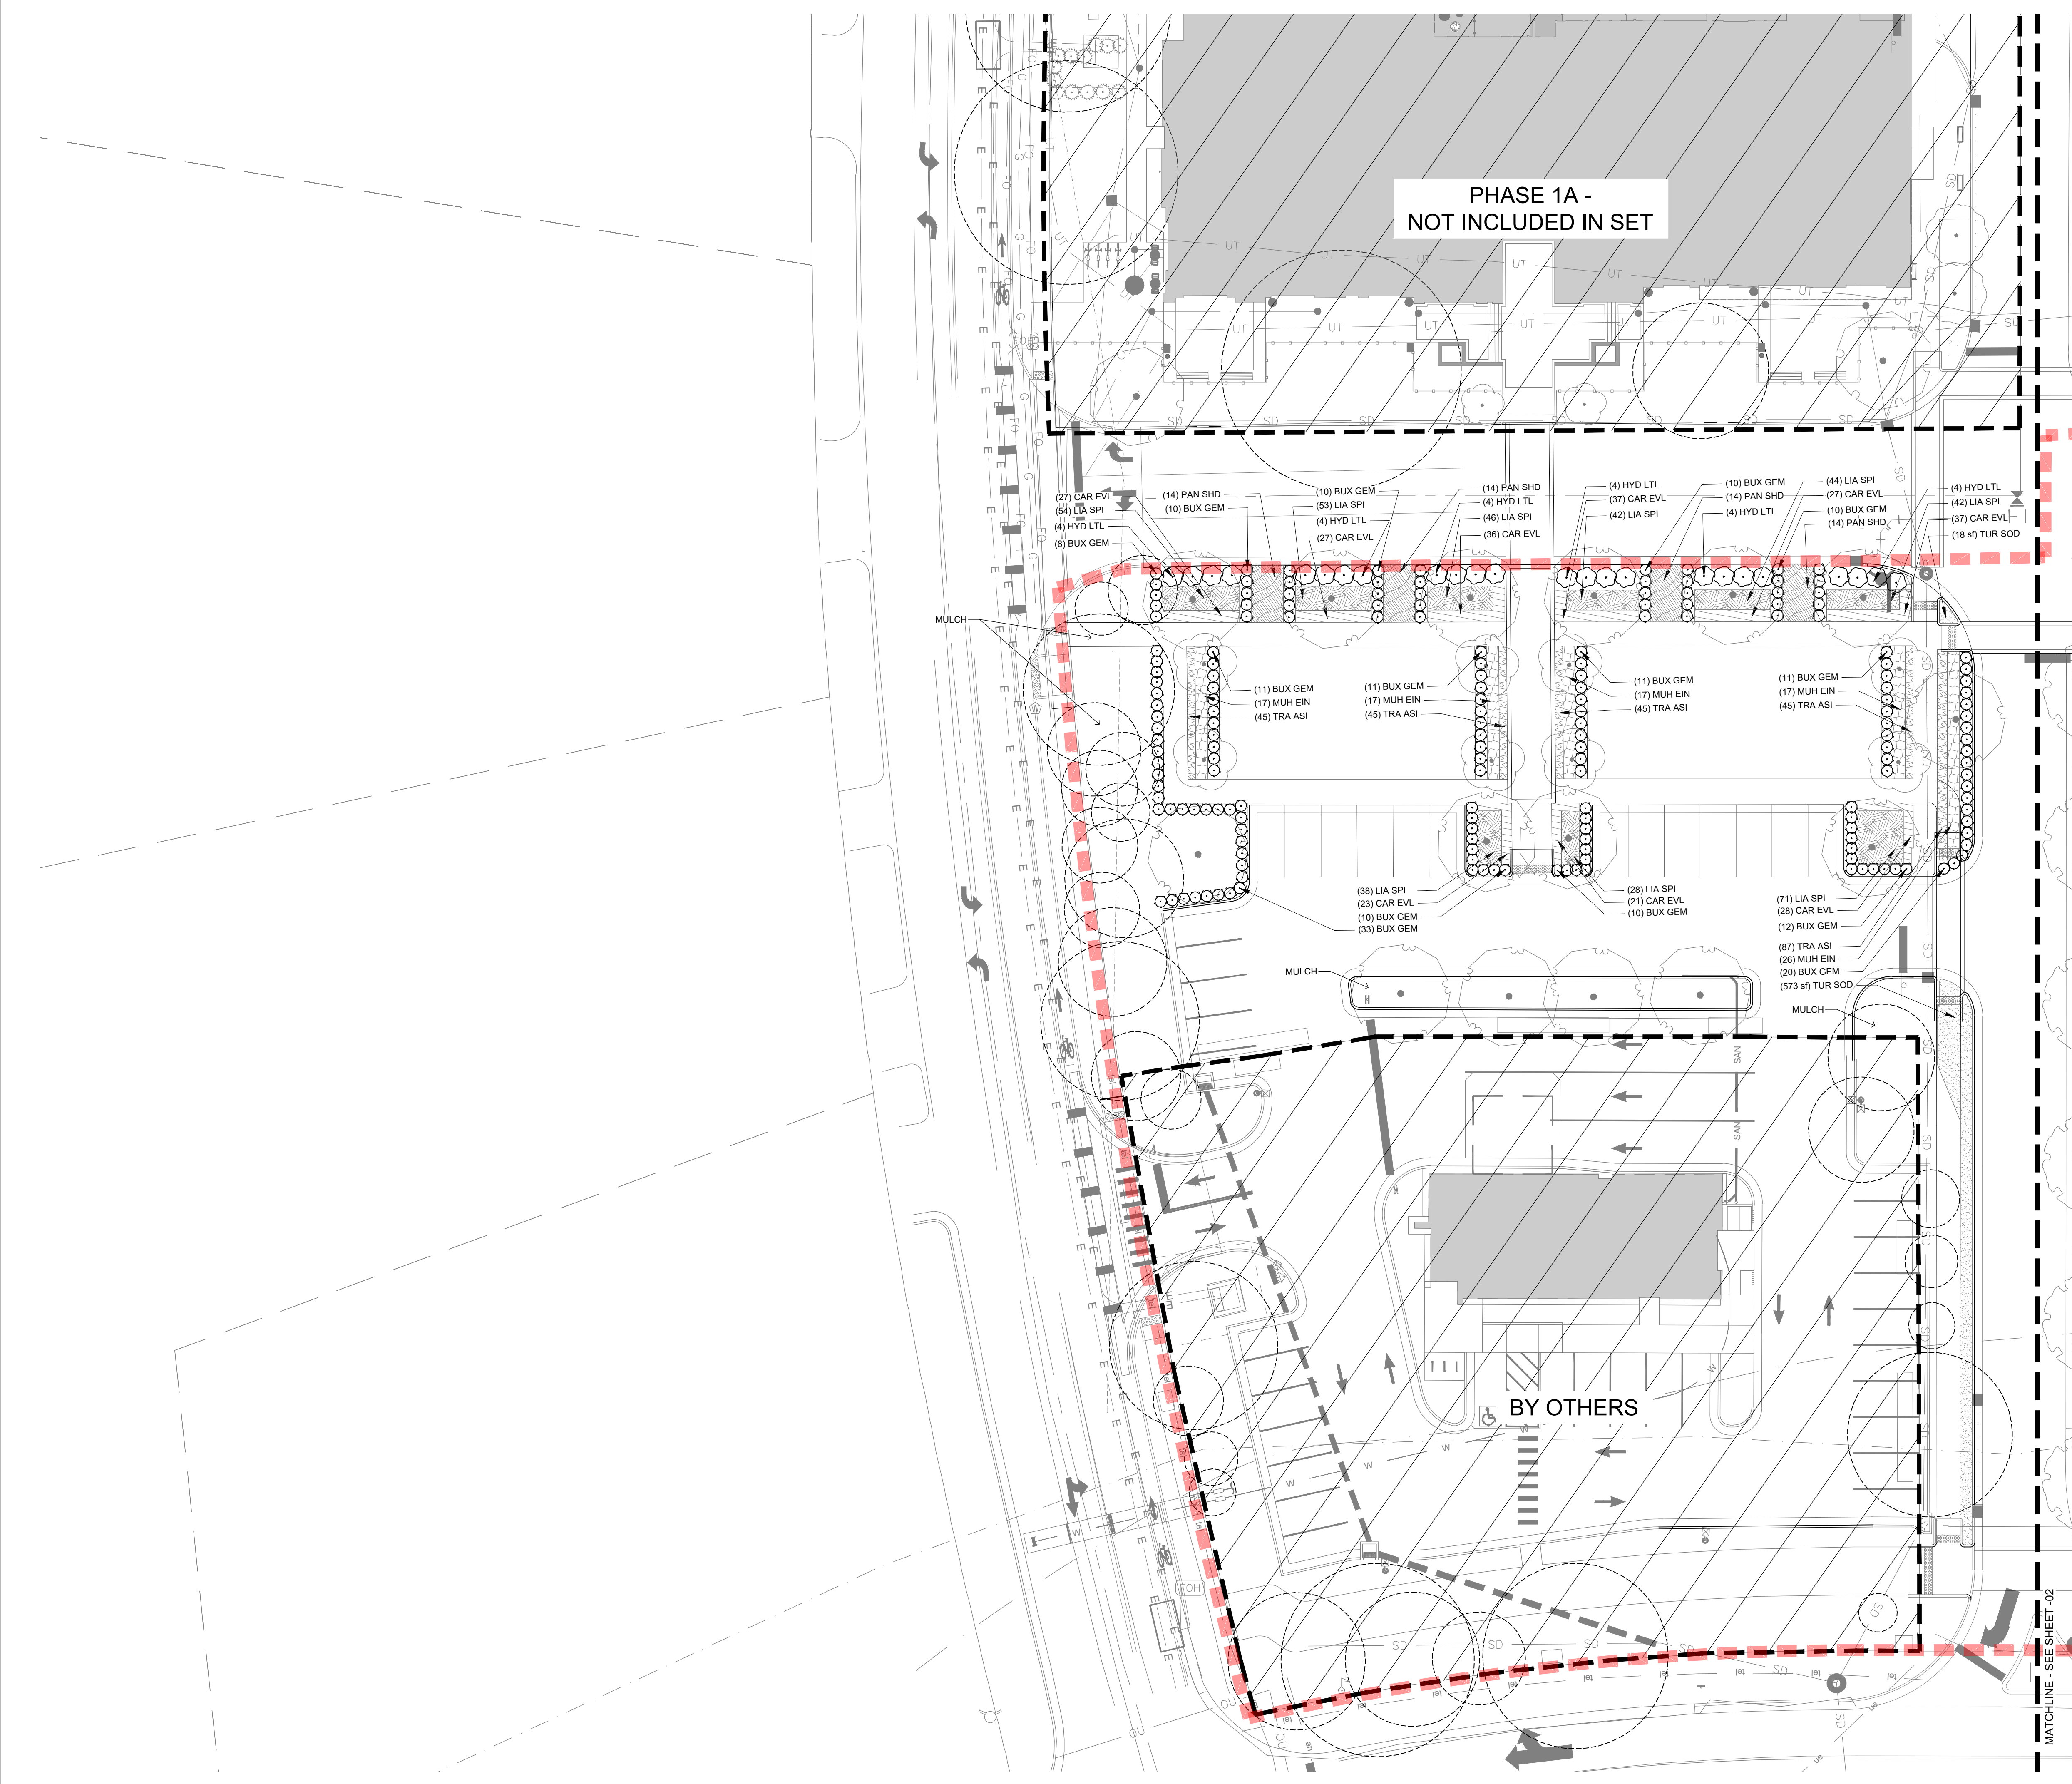 PHASE 1A -
NOT INCLUDED IN SET
(27) CAR EVL
(54) LIA SPI
(4) HYD LTL
(8) BUX GEM
(14) PAN SHD
(10) BUX GEM
(10) BUX GEM
(53) LIA SPI
(4) HYD LTL
(27) CAR EVL
(14) PAN SHD
(4) HYD LTL
(46) LIA SPI
(36) CAR EVL
(4) HYD LTL
(37) CAR EVL
(42) LIA SPI
(10) BUX GEM
(14) PAN SHD
(4) HYD LTL
(44) LIA SPI
(27) CAR EVL
(10) BUX GEM
(14) PAN SHD
(4) HYD LTL
(42) LIA SPI
(37) CAR EVL
(18 sf) TUR SOD
MULCH
(11) BUX GEM
(17) MUH EIN
(45) TRA ASI
(11) BUX GEM
(17) MUH EIN
(45) TRA ASI
(11) BUX GEM
(17) MUH EIN
(45) TRA ASI
(11) BUX GEM
(17) MUH EIN
(45) TRA ASI
(38) LIA SPI
(23) CAR EVL
(10) BUX GEM
(33) BUX GEM
(28) LIA SPI
(21) CAR EVL
(10) BUX GEM
(71) LIA SPI
(28) CAR EVL
(12) BUX GEM
(87) TRA ASI
(26) MUH EIN
(20) BUX GEM
(573 sf) TUR SOD
MULCH
MULCH
SAN
SAN
BY OTHERS
FOH
MATCHLINE - SEE SHEET -02